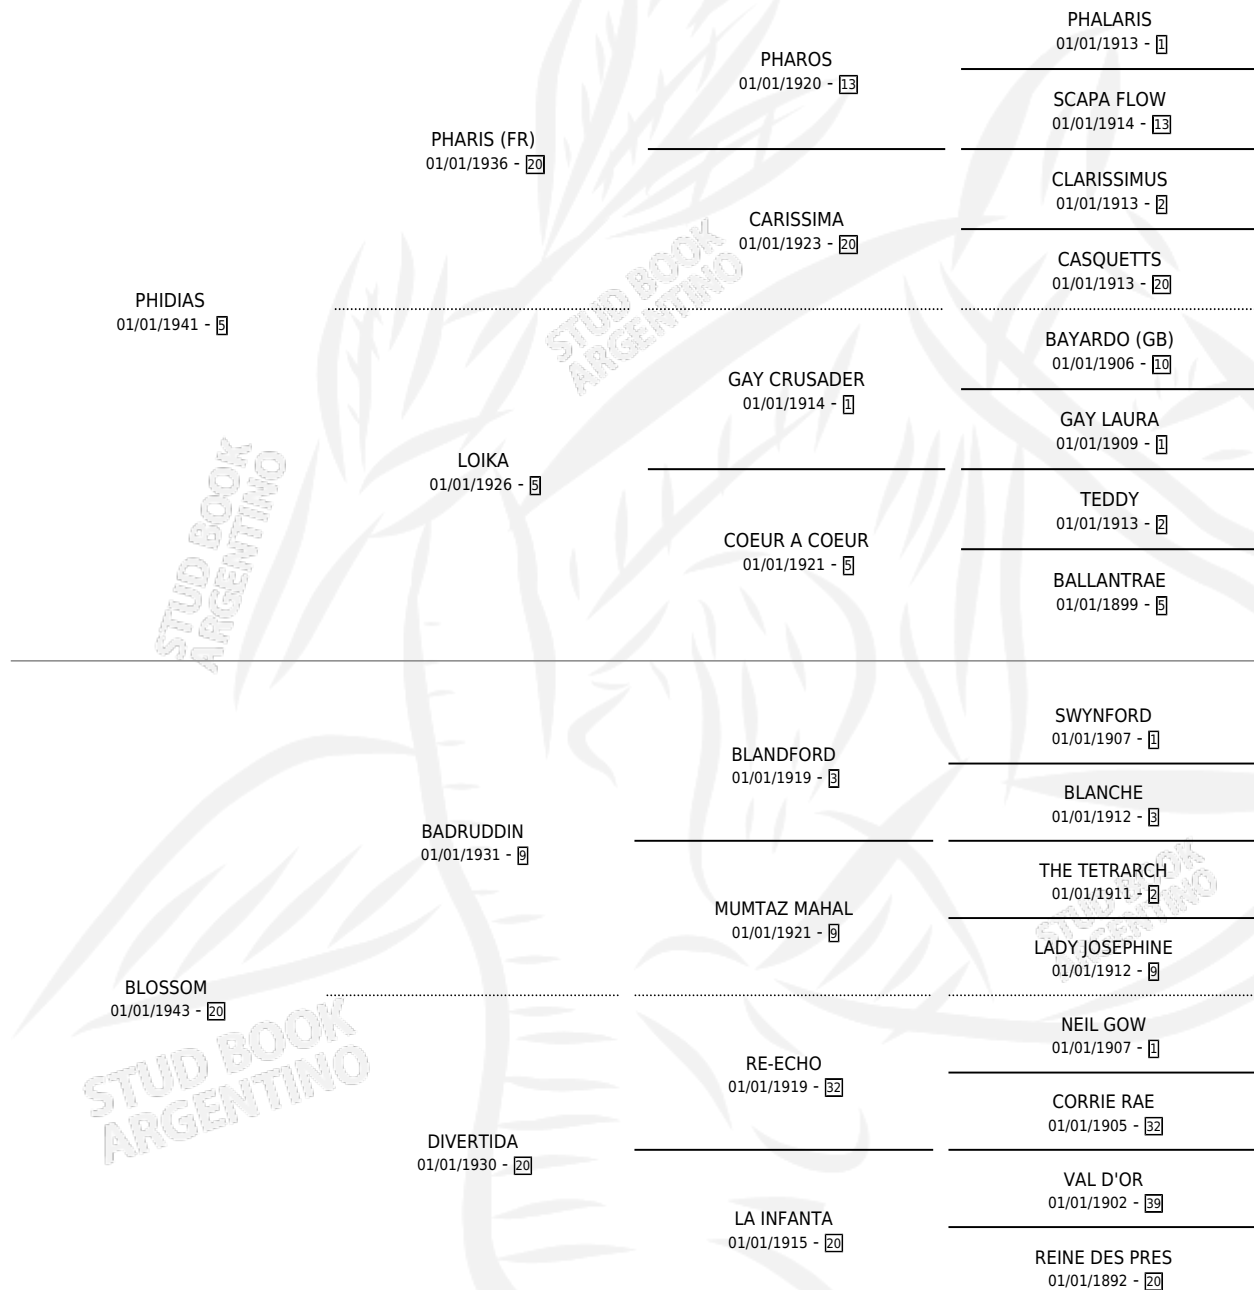 PHALARIS
01/01/1913 - 1
PHAROS
01/01/1920 - 13
SCAPA FLOW
01/01/1914 - 13
PHARIS (FR)
01/01/1936 - 20
CLARISSIMUS
01/01/1913 - 2
CARISSIMA
01/01/1923 - 20
CASQUETTS
01/01/1913 - 20
PHIDIAS
01/01/1941 - 5
BAYARDO (GB)
01/01/1906 - 10
GAY CRUSADER
01/01/1914 - 1
GAY LAURA
01/01/1909 - 1
LOIKA
01/01/1926 - 5
TEDDY
01/01/1913 - 2
COEUR A COEUR
01/01/1921 - 5
BALLANTRAE
01/01/1899 - 5
SWYNFORD
01/01/1907 - 1
BLANDFORD
01/01/1919 - 3
BLANCHE
01/01/1912 - 3
BADRUDDIN
01/01/1931 - 9
THE TETRARCH
01/01/1911 - 2
MUMTAZ MAHAL
01/01/1921 - 9
LADY JOSEPHINE
01/01/1912 - 9
BLOSSOM
01/01/1943 - 20
NEIL GOW
01/01/1907 - 1
RE-ECHO
01/01/1919 - 32
CORRIE RAE
01/01/1905 - 32
DIVERTIDA
01/01/1930 - 20
VAL D'OR
01/01/1902 - 39
LA INFANTA
01/01/1915 - 20
REINE DES PRES
01/01/1892 - 20
STUD BOOK
ARGENTINO
STUD BOOK
ARGENTINO
STUD BOOK
ARGENTINO
STUD BOOK
ARGENTINO